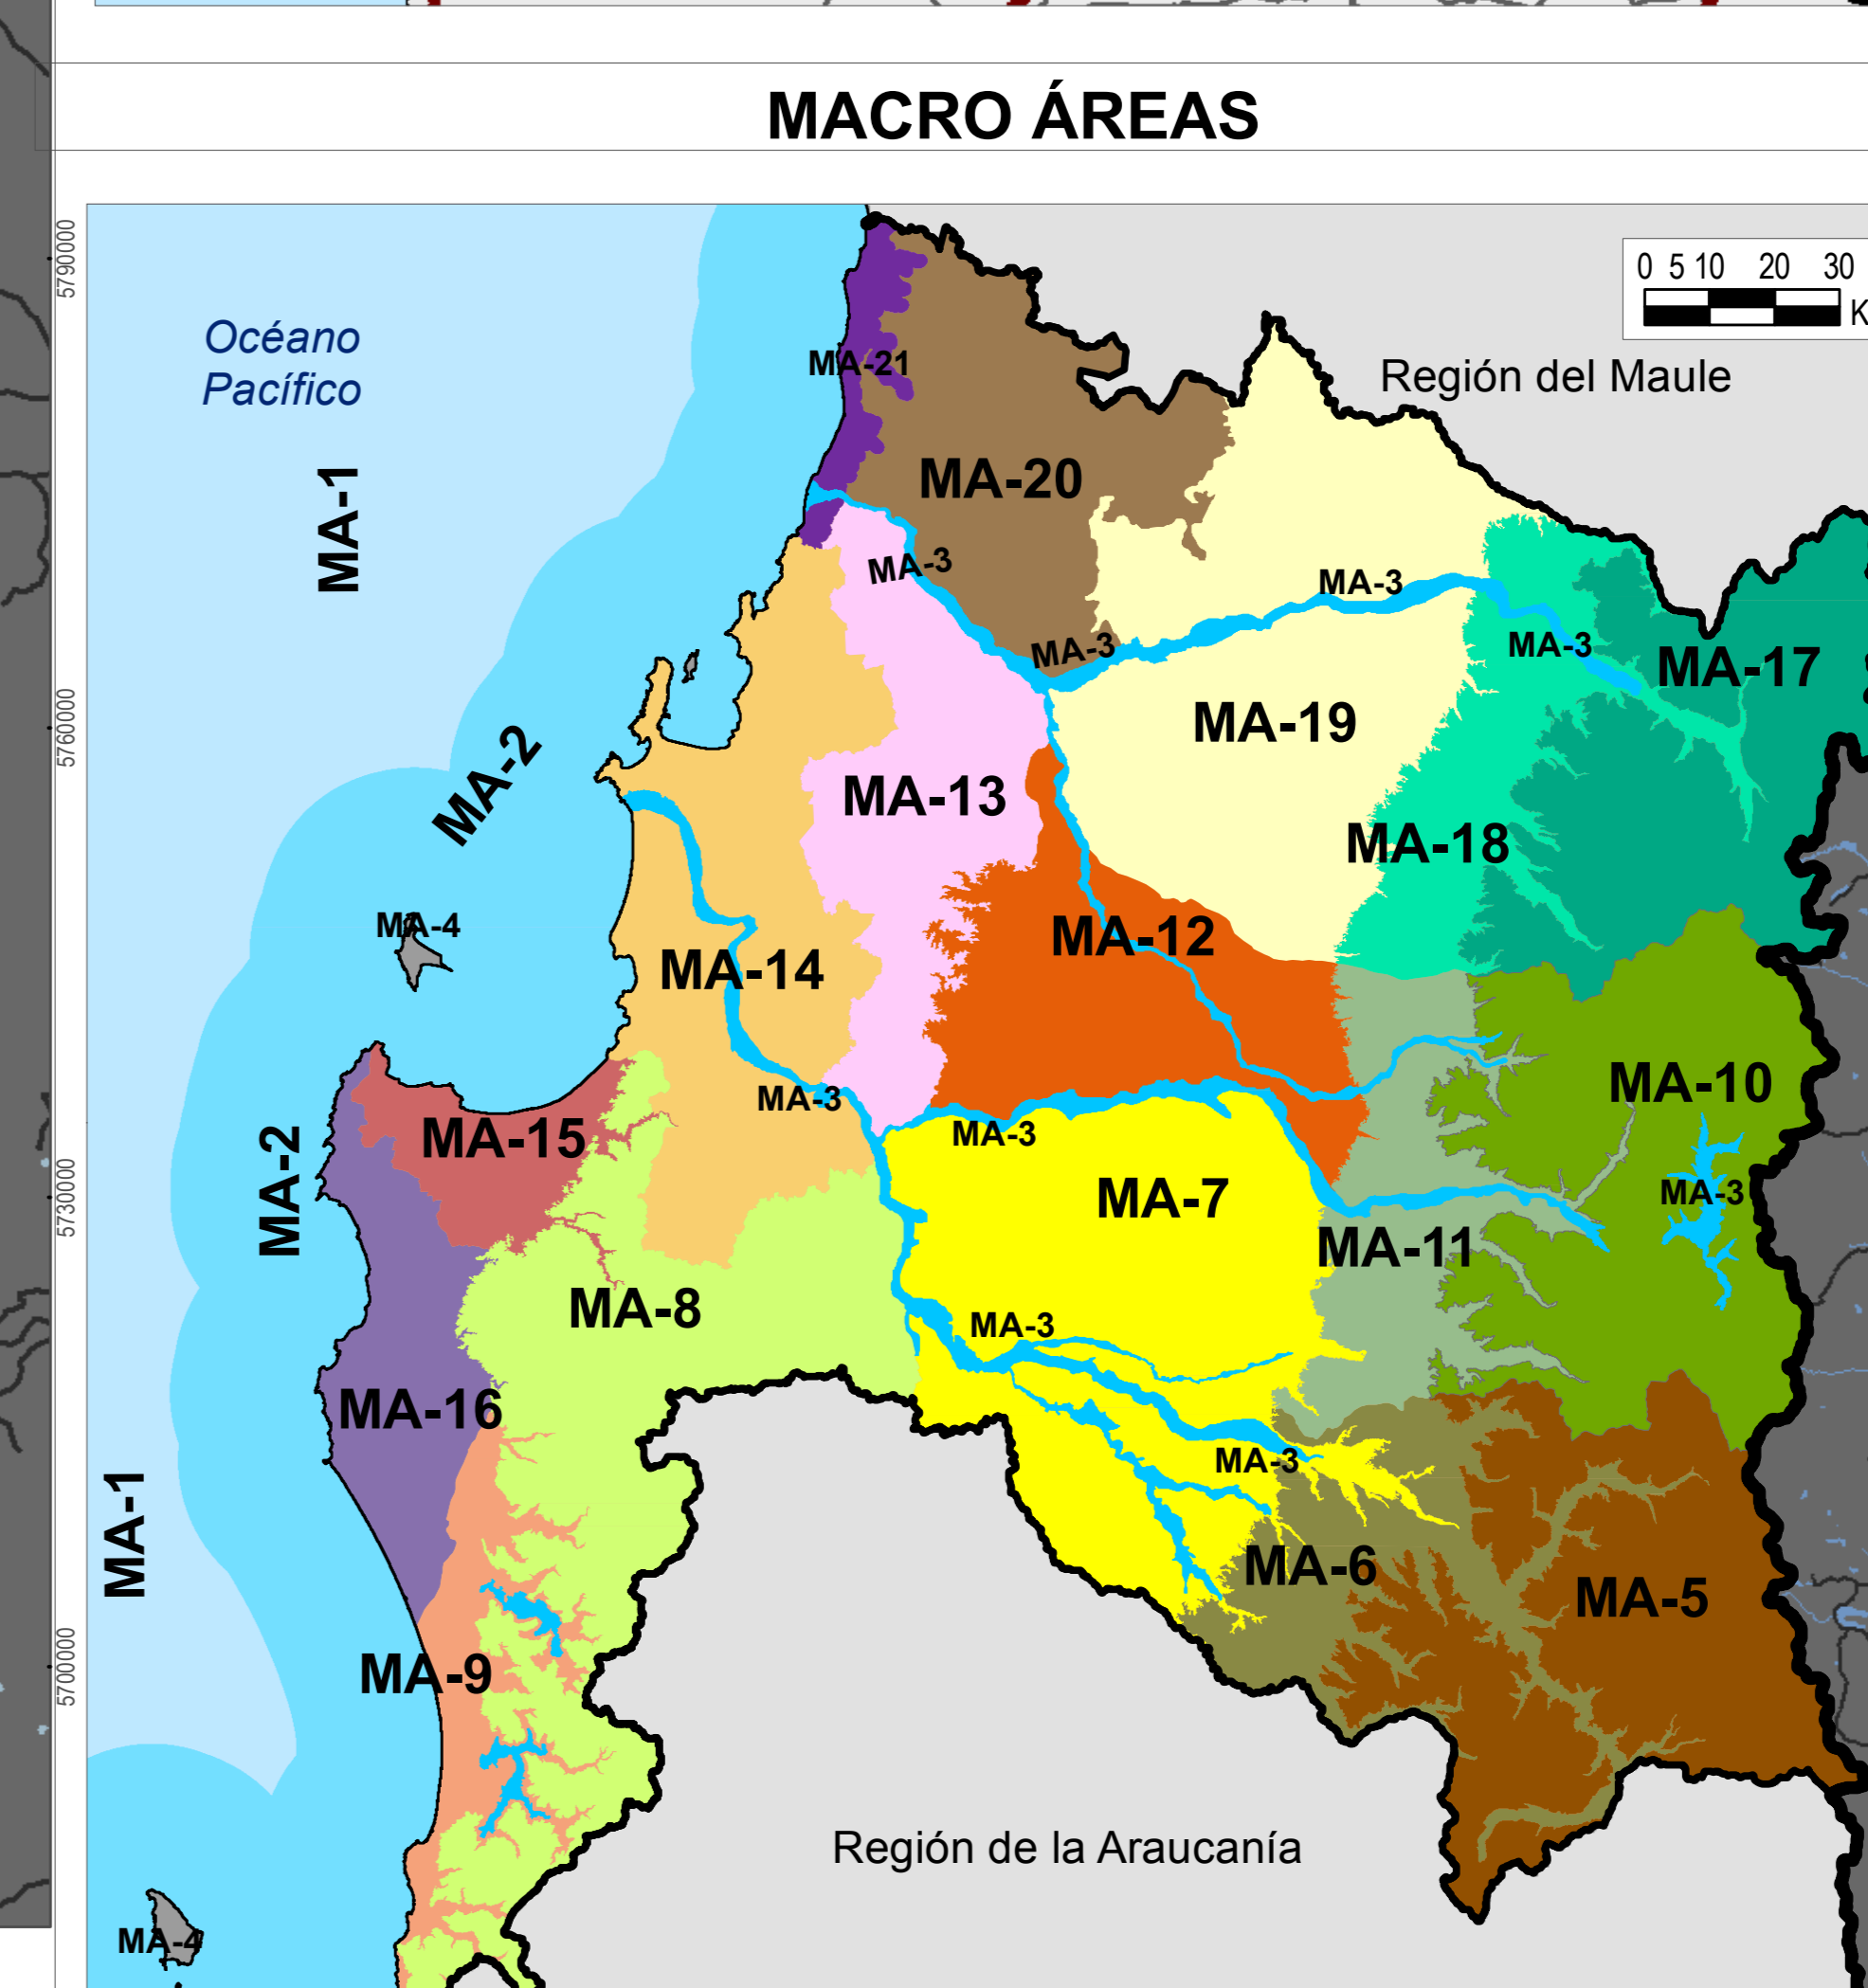 MACRO ÁREAS
5790000
0 5 10 20 30
K
Océano
Pacífico
Región del Maule
MA-21
MA-1
MA-20
MA-3
MA-3
MA-3
MA-3
MA-17
5760000
MA-19
MA-2
MA-13
MA-18
MA-4
MA-12
MA-14
MA-10
MA-3
MA-3
MA-15
MA-2
5730000
MA-7
MA-3
MA-11
MA-8
MA-3
MA-16
MA-3
MA-1
MA-6
MA-5
5700000
MA-9
Región de la Araucanía
MA-4